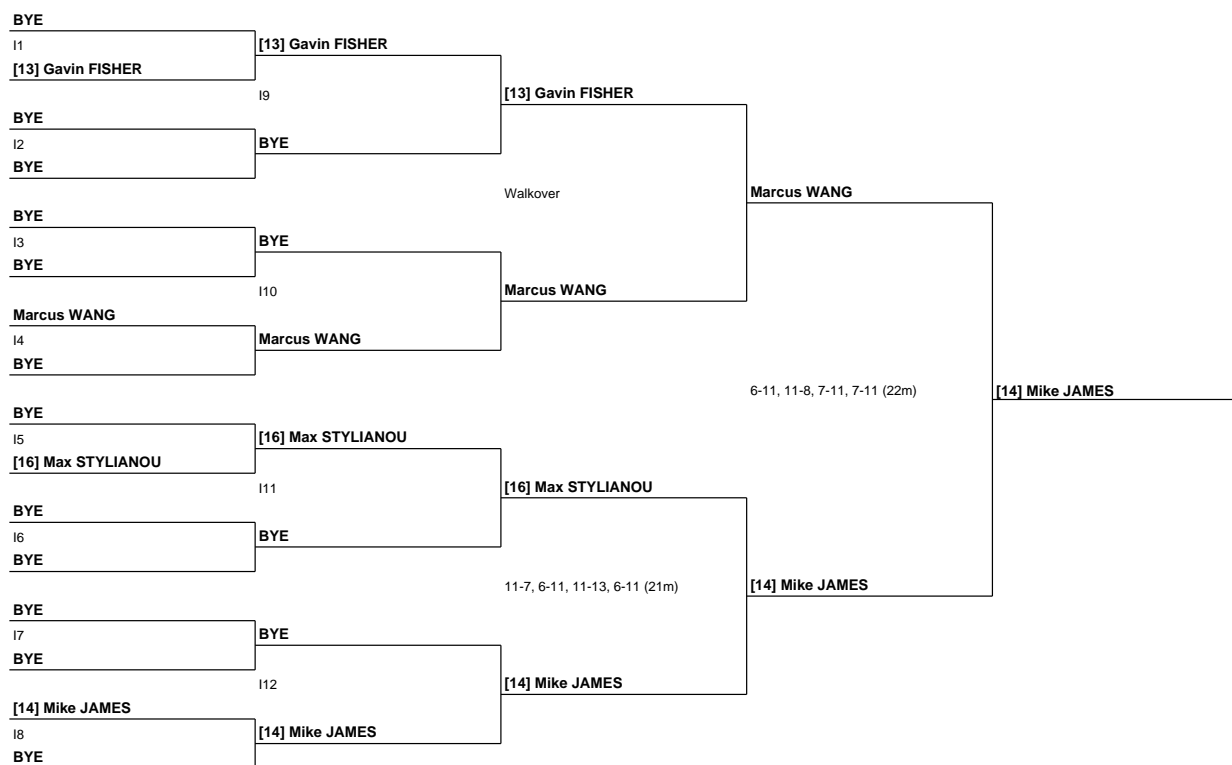 BYE
I1
[13] Gavin FISHER
[13] Gavin FISHER
I9
[13] Gavin FISHER
BYE
I2
BYE
BYE
Walkover
Marcus WANG
BYE
I3
BYE
BYE
I10
Marcus WANG
Marcus WANG
I4
Marcus WANG
BYE
6-11, 11-8, 7-11, 7-11 (22m)
[14] Mike JAMES
BYE
I5
[16] Max STYLIANOU
[16] Max STYLIANOU
I11
[16] Max STYLIANOU
BYE
I6
BYE
BYE
11-7, 6-11, 11-13, 6-11 (21m)
[14] Mike JAMES
BYE
I7
BYE
BYE
I12
[14] Mike JAMES
[14] Mike JAMES
I8
[14] Mike JAMES
BYE